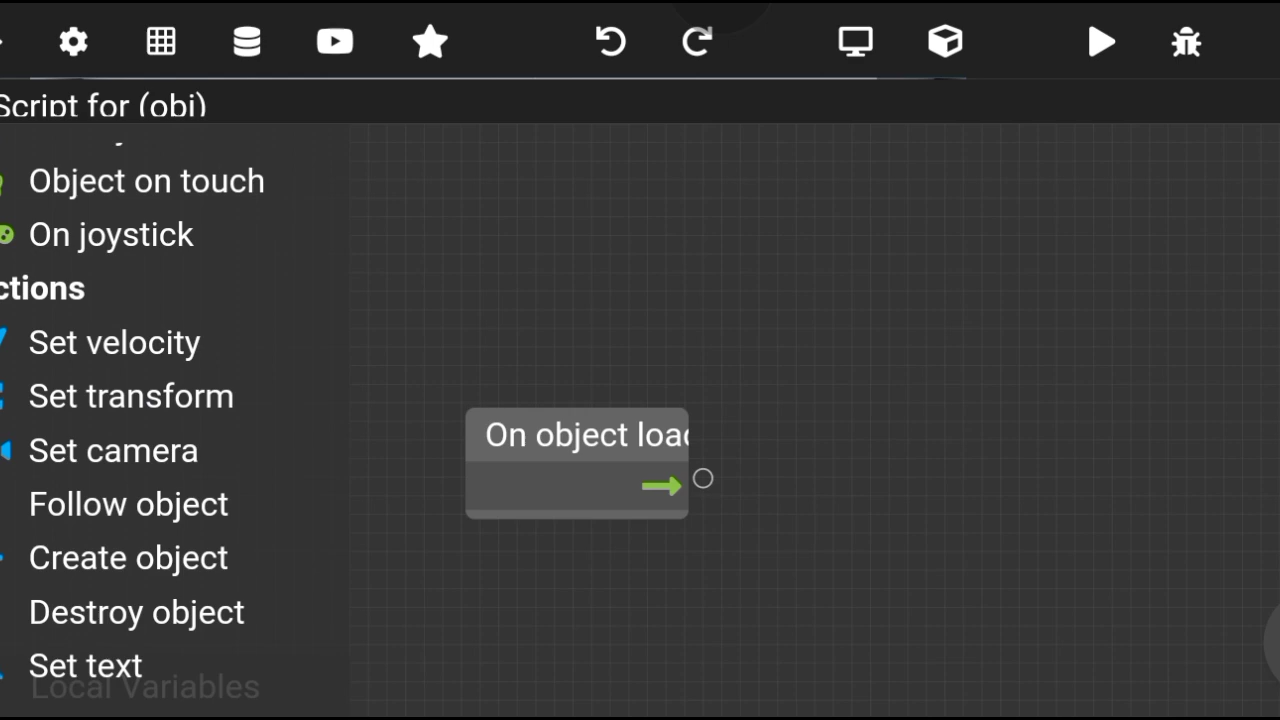 Script for (obj)
Object on touch
On joystick
ctions
Set velocity
Set transform
Set camera
Follow object
Create object
Destroy object
Set text
Local Variables
On object loa